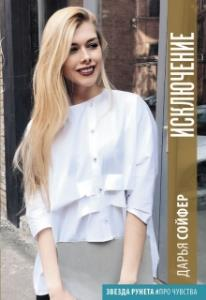 ИСКЛЮЧЕНИЕ
ДАРЬЯ СОЙФЕР
ЗВЕЗДА РУНЕТА #ПРО ЧУВСТВА